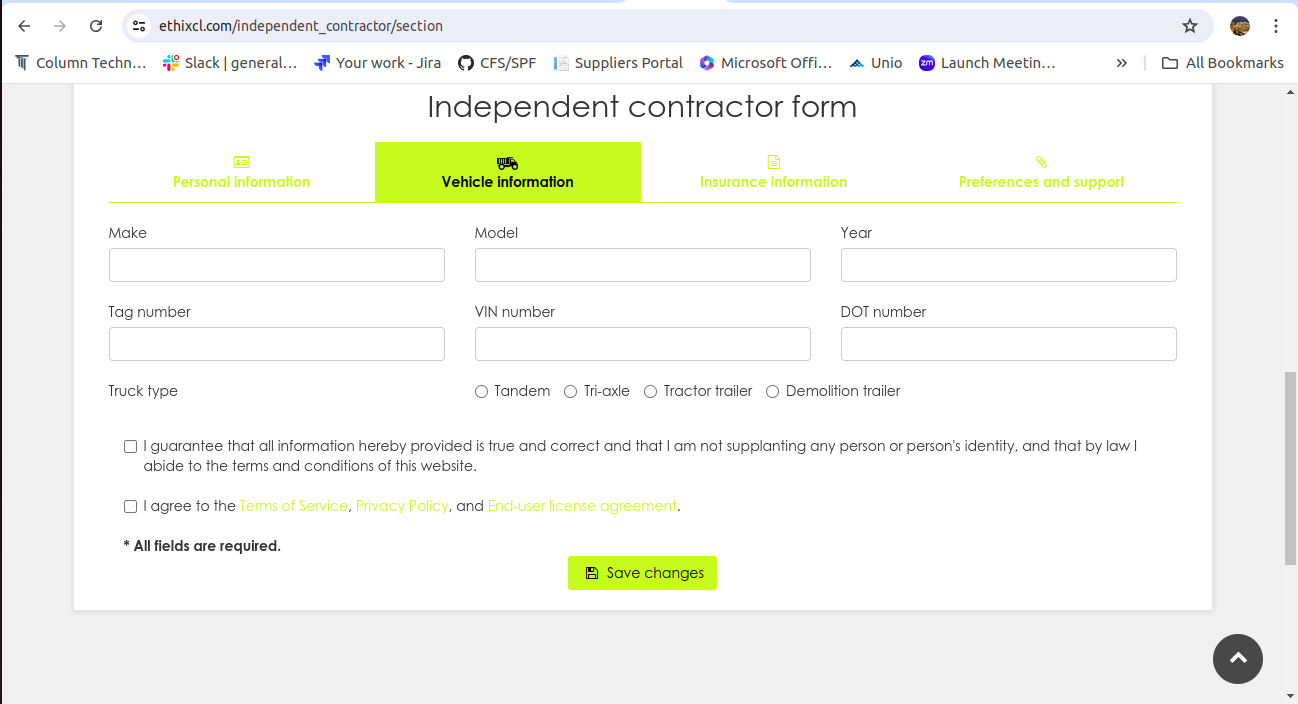 ethixcl.com/independent_contractor/section
Column Techn... Slack | general... Your work - Jira CFS/SPF Suppliers Portal Microsoft Offi... Unio zm Launch Meetin... » All Bookmarks
Independent contractor form
Personal information Vehicle information Insurance information Preferences and support
Make Model Year
Tag number VIN number DOT number
Truck type Tandem Tri-axle Tractor trailer Demolition trailer
I guarantee that all information hereby provided is true and correct and that I am not supplanting any person or person's identity, and that by law I
abide to the terms and conditions of this website.
I agree to the Terms of Service, Privacy Policy, and End-user license agreement.
* All fields are required.
Save changes